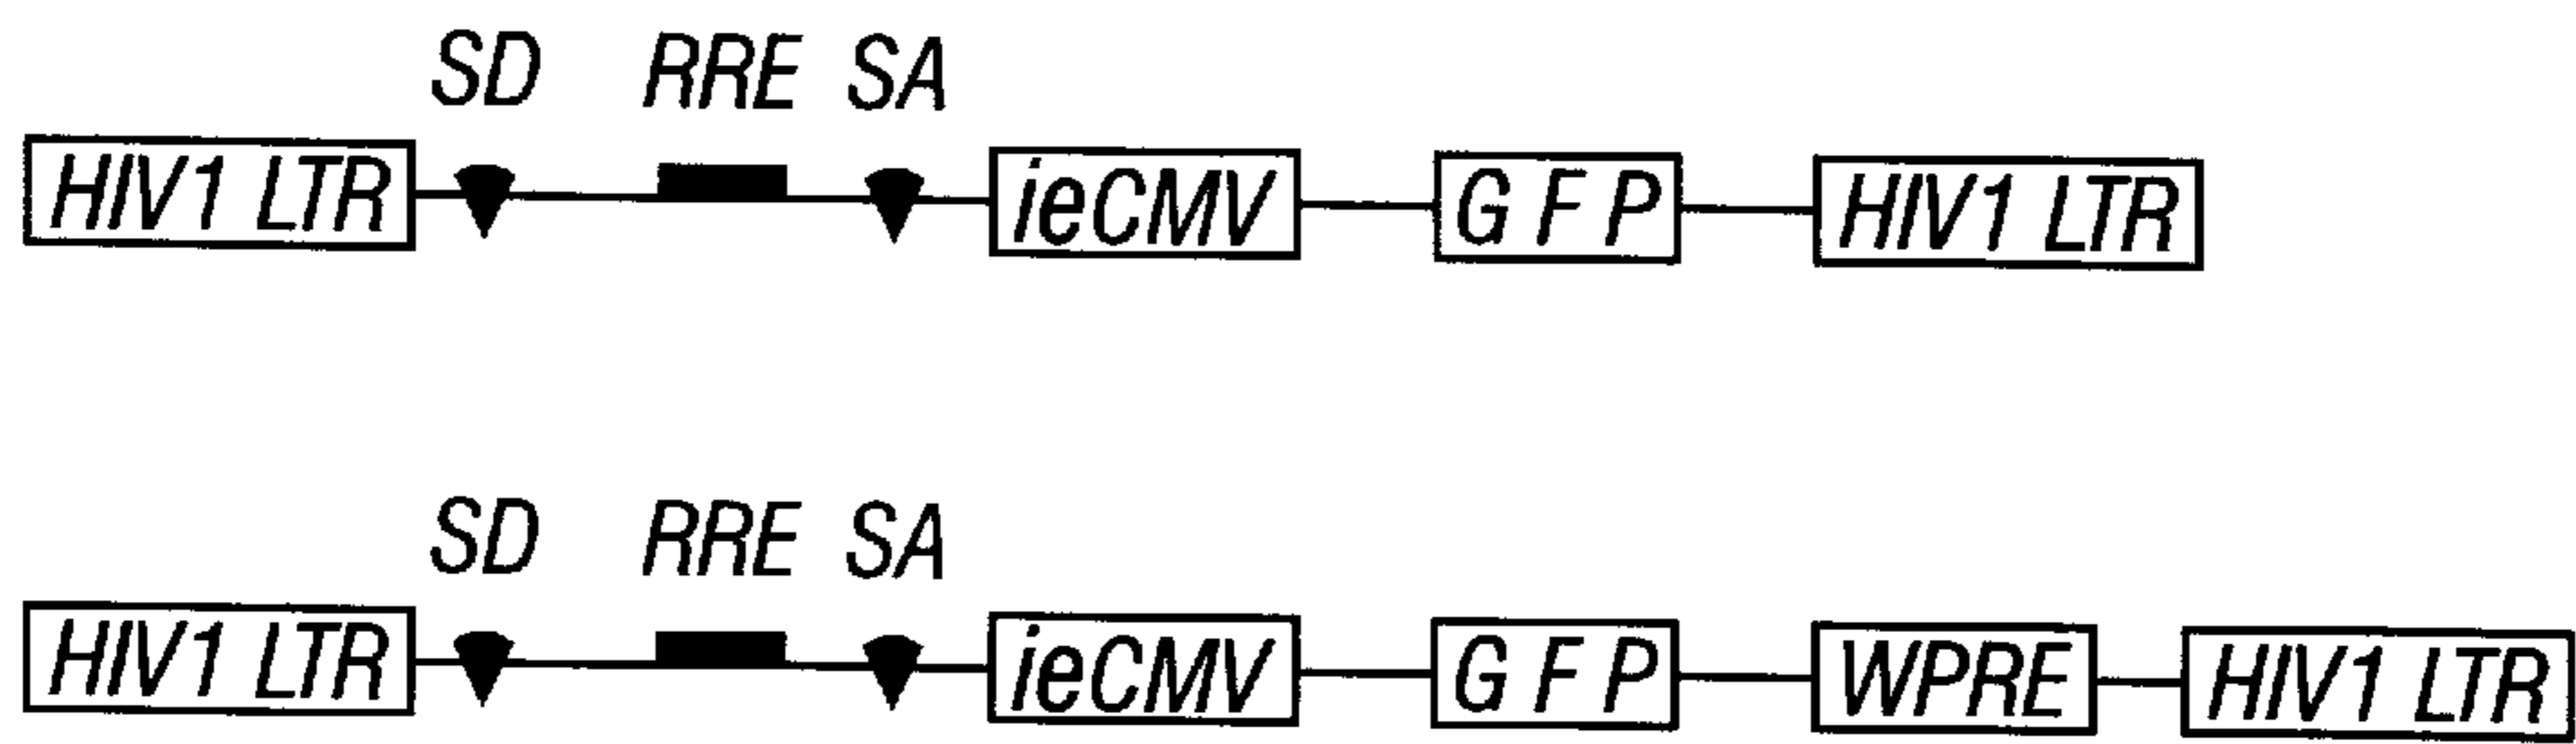 SD RRE SA
HIV1 LTR ieCMV G F P HIV1 LTR
SD RRE SA
HIV1 LTR ieCMV G F P WPRE HIV1 LTR